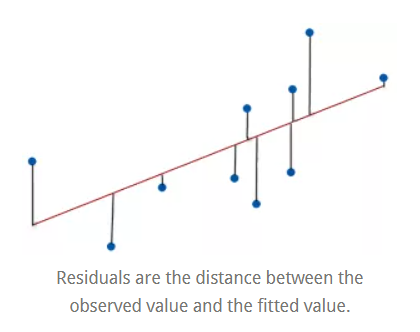 Residuals are the distance between the
observed value and the fitted value.